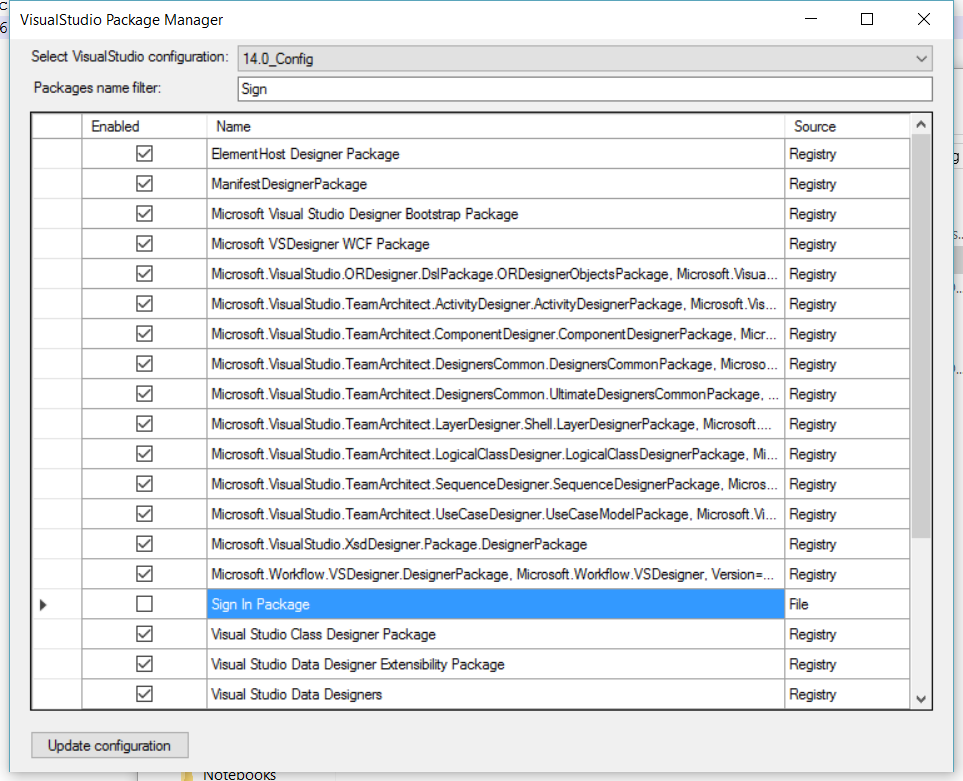 VisualStudio Package Manager
Select VisualStudio configuration: 14.0_Config
Packages name filter: Sign
Enabled Name Source
ElementHost Designer Package Registry
ManifestDesignerPackage Registry
Microsoft Visual Studio Designer Bootstrap Package Registry
Microsoft VSDesigner WCF Package Registry
Microsoft.VisualStudio.ORDesigner.DslPackage.ORDesignerObjectsPackage, Microsoft.Visua... Registry
Microsoft.VisualStudio.TeamArchitect.ActivityDesigner.ActivityDesignerPackage, Microsoft.Vis... Registry
Microsoft.VisualStudio.TeamArchitect.ComponentDesigner.ComponentDesignerPackage, Micr... Registry
Microsoft.VisualStudio.TeamArchitect.DesignersCommon.DesignersCommonPackage, Microso... Registry
Microsoft.VisualStudio.TeamArchitect.DesignersCommon.UltimateDesignersCommonPackage, ... Registry
Microsoft.VisualStudio.TeamArchitect.LayerDesigner.Shell.LayerDesignerPackage, Microsoft.... Registry
Microsoft.VisualStudio.TeamArchitect.LogicalClassDesigner.LogicalClassDesignerPackage, Mi... Registry
Microsoft.VisualStudio.TeamArchitect.SequenceDesigner.SequenceDesignerPackage, Micros... Registry
Microsoft.VisualStudio.TeamArchitect.UseCaseDesigner.UseCaseModelPackage, Microsoft.Vi... Registry
Microsoft.VisualStudio.XsdDesigner.Package.DesignerPackage Registry
Microsoft.Workflow.VSDesigner.DesignerPackage, Microsoft.Workflow.VSDesigner, Version=... Registry
Sign In Package File
Visual Studio Class Designer Package Registry
Visual Studio Data Designer Extensibility Package Registry
Visual Studio Data Designers Registry
Update configuration
Notebooks